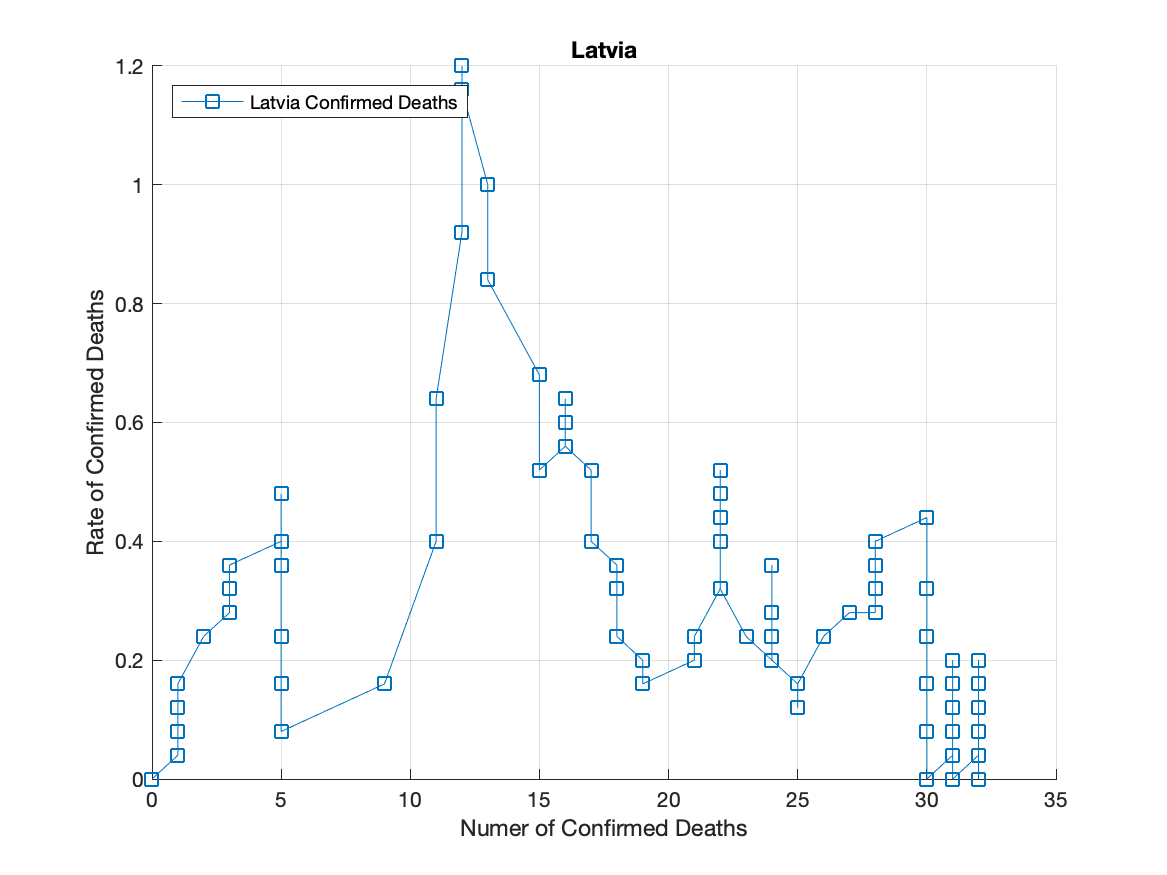 Latvia
Latvia Confirmed Deaths
Rate of Confirmed Deaths
1.2
1
0.8
0.6
0.4
0.2
0
0 5 10 15 20 25 30 35
Numer of Confirmed Deaths